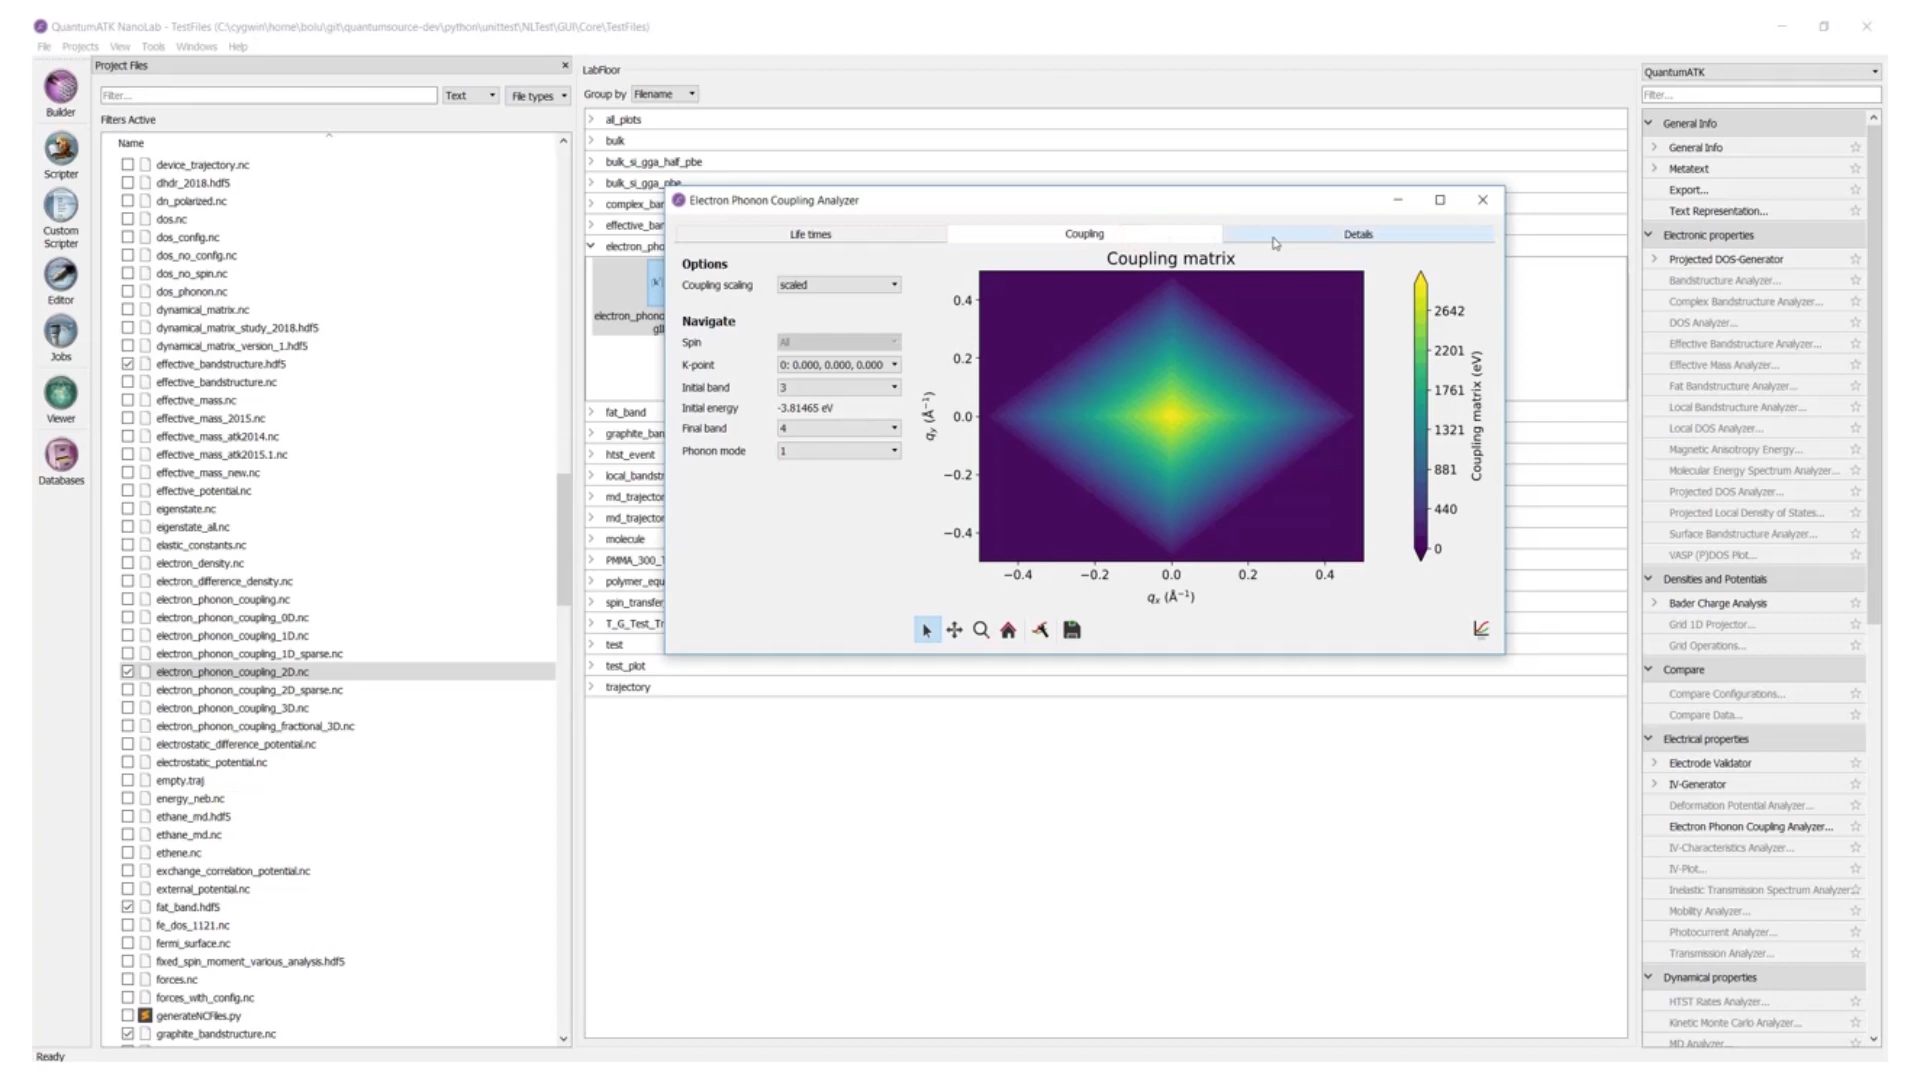 QuantumATK NanoLab - TestFiles (C:\cygwin\home\bolu\git\quantumsource-dev\python\unittest\NLTest\GUI\Core\TestFiles)
File Projects View Tools Windows Help
Builder
Scripter
Custom
Scripter
Editor
Jobs
Viewer
Databases
Project Files
Filter...
Text
File types
Filters Active
Name
device_trajectory.nc
dhdr_2018.hdf5
dn_polarized.nc
dos.nc
dos_config.nc
dos_no_config.nc
dos_no_spin.nc
dos_phonon.nc
dynamical_matrix.nc
dynamical_matrix_study_2018.hdf5
dynamical_matrix_version_1.hdf5
effective_bandstructure.hdf5
effective_bandstructure.nc
effective_mass.nc
effective_mass_2015.nc
effective_mass_atk2014.nc
effective_mass_atk2015.1.nc
effective_mass_new.nc
effective_potential.nc
eigenstate.nc
eigenstate_all.nc
elastic_constants.nc
electron_density.nc
electron_difference_density.nc
electron_phonon_coupling.nc
electron_phonon_coupling_0D.nc
electron_phonon_coupling_1D.nc
electron_phonon_coupling_1D_sparse.nc
electron_phonon_coupling_2D.nc
electron_phonon_coupling_2D_sparse.nc
electron_phonon_coupling_3D.nc
electron_phonon_coupling_fractional_3D.nc
electrostatic_difference_potential.nc
electrostatic_potential.nc
empty.traj
energy_neb.nc
ethane_md.hdf5
ethane_md.nc
ethene.nc
exchange_correlation_potential.nc
external_potential.nc
fat_band.hdf5
fe_dos_1121.nc
fermi_surface.nc
fixed_spin_moment_various_analysis.hdf5
forces.nc
forces_with_config.nc
generateNCFiles.py
graphite_bandstructure.nc
Ready
LabFloor
Group by Filename
all_plots
bulk
bulk_si_gga_half_pbe
bulk_si_gga_pbe
complex_bar
effective_bar
electron_pho
electron_phono
fat_band
graphite_ban
htst_event
local_bandstr
md_trajector
md_trajector
molecule
PMMA_300_T
polymer_equ
spin_transfer
T_G_Test_Tr
test
test_plot
trajectory
Electron Phonon Coupling Analyzer
Life times
Coupling
Details
Options
Coupling scaling scaled
Navigate
Spin All
K-point 0: 0.000, 0.000, 0.000
Initial band 3
Initial energy -3.81465 eV
Final band 4
Phonon mode 1
Coupling matrix
0.4
0.2
0.0
−0.2
−0.4
qy (Å−1)
−0.4 −0.2 0.0 0.2 0.4
qx (Å−1)
2642
2201
1761
1321
881
440
0
Coupling matrix (eV)
QuantumATK
Filter...
General Info
General Info
Metatext
Export...
Text Representation...
Electronic properties
Projected DOS-Generator
Bandstructure Analyzer...
Complex Bandstructure Analyzer...
DOS Analyzer...
Effective Bandstructure Analyzer...
Effective Mass Analyzer...
Fat Bandstructure Analyzer...
Local Bandstructure Analyzer...
Local DOS Analyzer...
Magnetic Anisotropy Energy...
Molecular Energy Spectrum Analyzer...
Projected DOS Analyzer...
Projected Local Density of States...
Surface Bandstructure Analyzer...
VASP (P)DOS Plot...
Densities and Potentials
Bader Charge Analysis
Grid 1D Projector...
Grid Operations...
Compare
Compare Configurations...
Compare Data...
Electrical properties
Electrode Validator
IV-Generator
Deformation Potential Analyzer...
Electron Phonon Coupling Analyzer...
IV-Characteristics Analyzer...
IV-Plot...
Inelastic Transmission Spectrum Analyzer
Mobility Analyzer...
Photocurrent Analyzer...
Transmission Analyzer...
Dynamical properties
HTST Rates Analyzer...
Kinetic Monte Carlo Analyzer...
MD Analyzer...